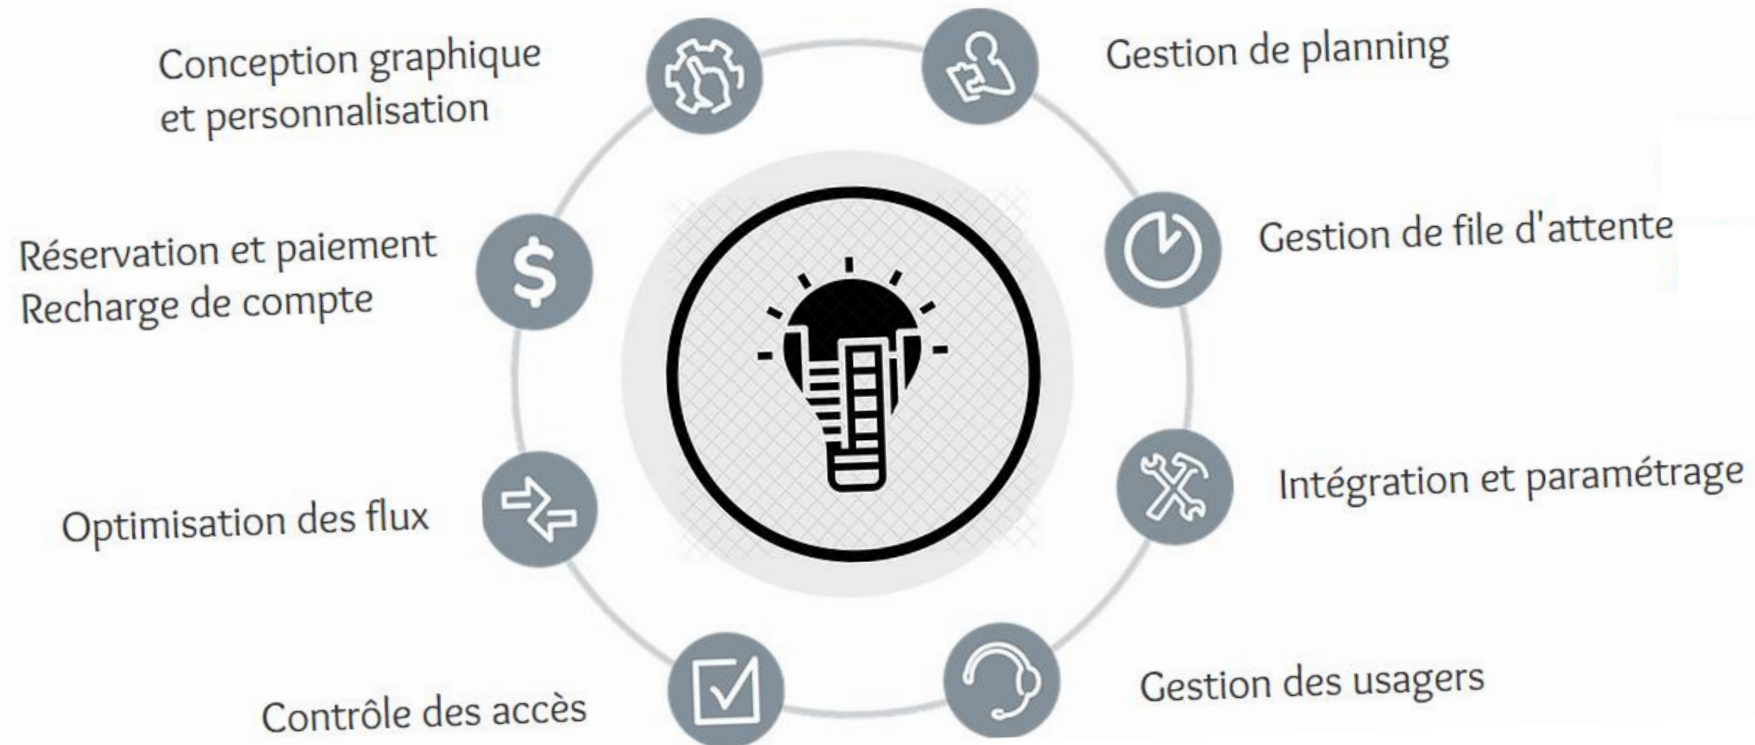 Conception graphique
et personnalisation
Gestion de planning
Réservation et paiement
Recharge de compte
Gestion de file d'attente
Optimisation des flux
Intégration et paramétrage
Contrôle des accès
Gestion des usagers